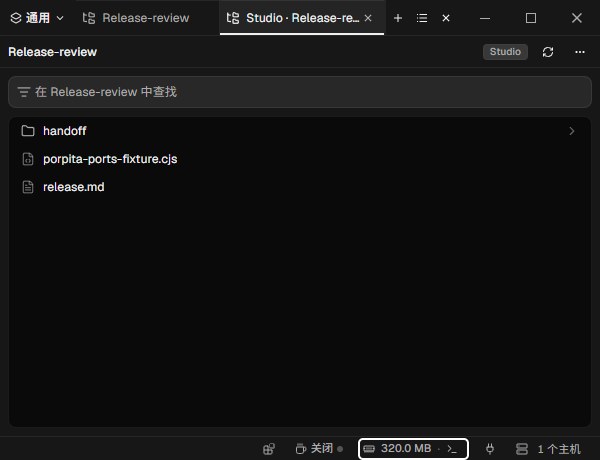 通用 Release-review Studio · Release-re...
Release-review Studio
在 Release-review 中查找
handoff
porpita-ports-fixture.cjs
release.md
关闭 320.0 MB · 1 个主机